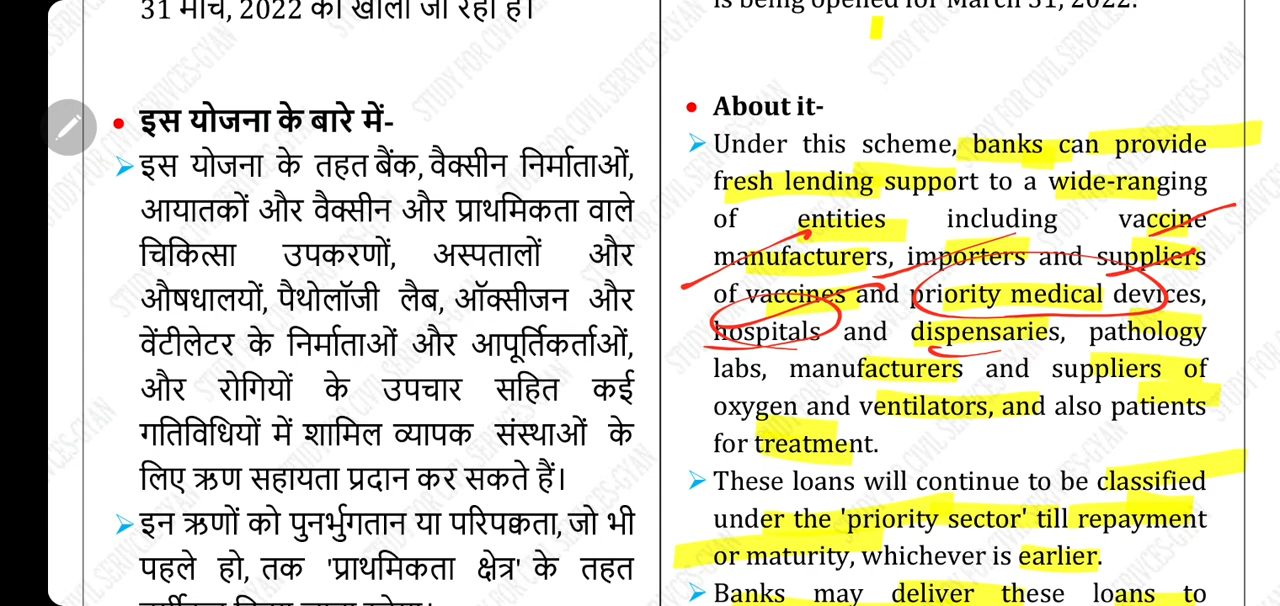 31 मार्च, 2022 को खोला जा रहा है।
• इस योजना के बारे में-
➢ इस योजना के तहत बैंक, वैक्सीन निर्माताओं,
आयातकों और वैक्सीन और प्राथमिकता वाले
चिकित्सा उपकरणों, अस्पतालों और
औषधालयों, पैथोलॉजी लैब, ऑक्सीजन और
वेंटीलेटर के निर्माताओं और आपूर्तिकर्ताओं,
और रोगियों के उपचार सहित कई
गतिविधियों में शामिल व्यापक संस्थाओं के
लिए ऋण सहायता प्रदान कर सकते हैं।
➢ इन ऋणों को पुनर्भुगतान या परिपक्वता, जो भी
पहले हो, तक 'प्राथमिकता क्षेत्र' के तहत
is being opened for March 31, 2022.
• About it-
➢ Under this scheme, banks can provide
fresh lending support to a wide-ranging
of entities including vaccine
manufacturers, importers and suppliers
of vaccines and priority medical devices,
hospitals and dispensaries, pathology
labs, manufacturers and suppliers of
oxygen and ventilators, and also patients
for treatment.
➢ These loans will continue to be classified
under the 'priority sector' till repayment
or maturity, whichever is earlier.
➢ Banks may deliver these loans to
STUDY FOR CIVIL SERIVCES-GYAN